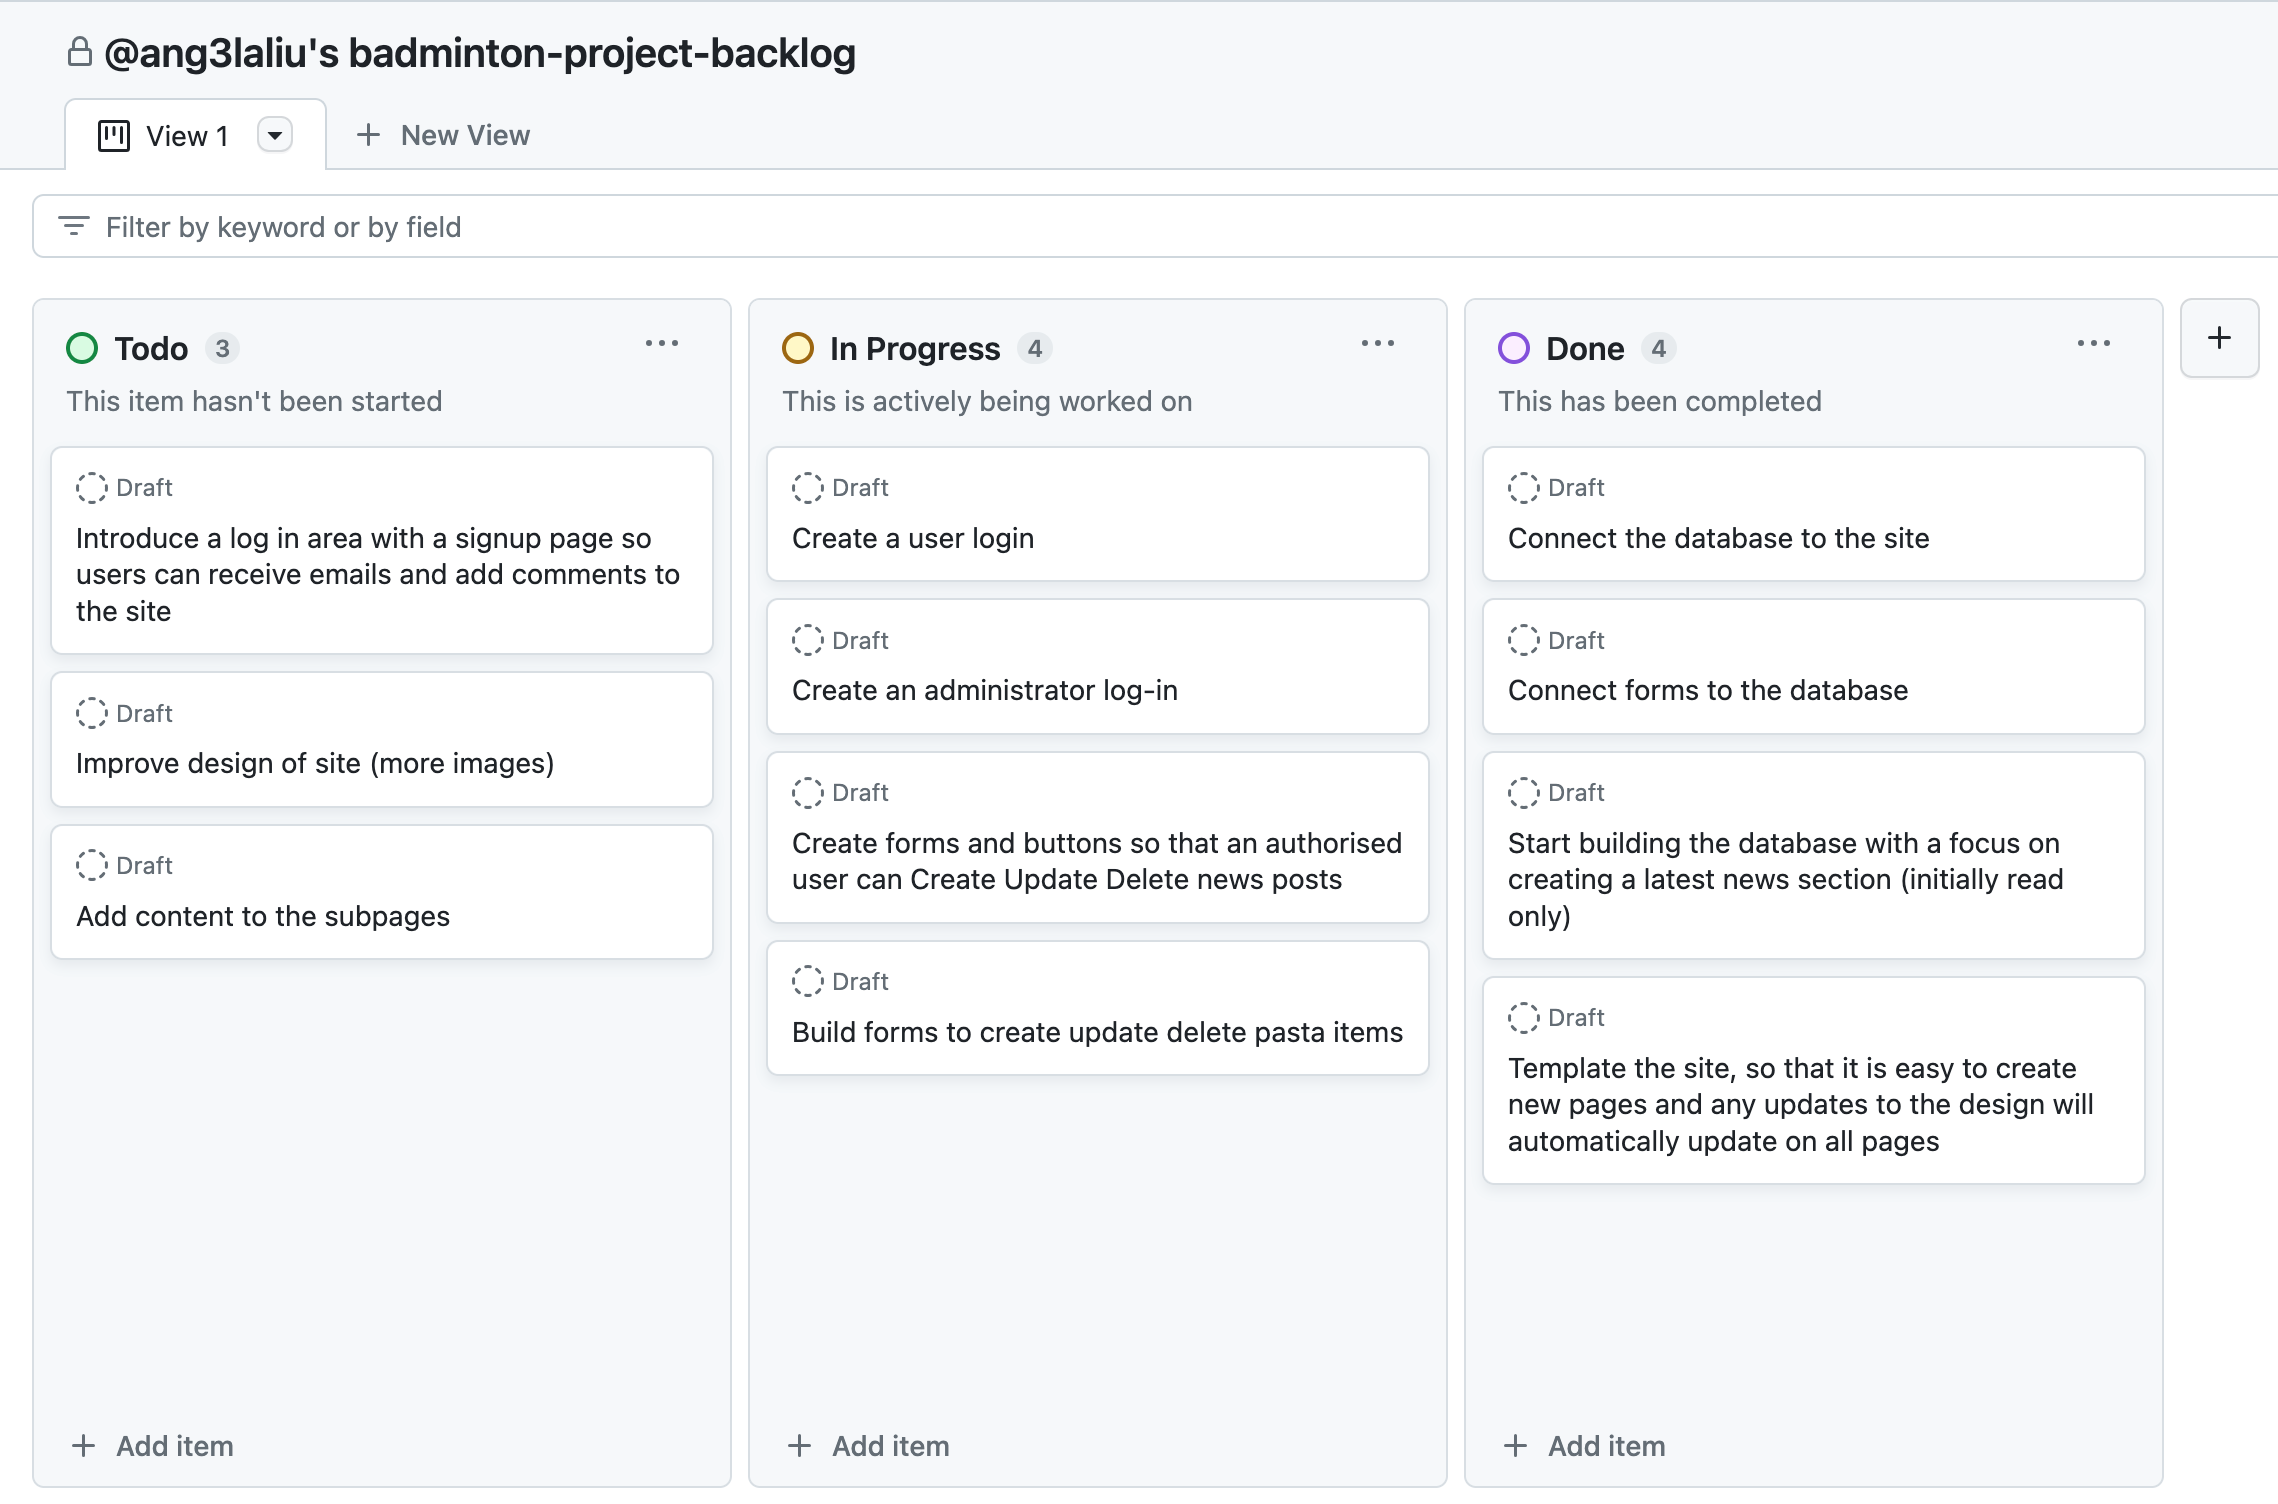 @ang3laliu's badminton-project-backlog
View 1
New View
Filter by keyword or by field
Todo 3
This item hasn't been started
Draft
Introduce a log in area with a signup page so
users can receive emails and add comments to
the site
Draft
Improve design of site (more images)
Draft
Add content to the subpages
Add item
In Progress 4
This is actively being worked on
Draft
Create a user login
Draft
Create an administrator log-in
Draft
Create forms and buttons so that an authorised
user can Create Update Delete news posts
Draft
Build forms to create update delete pasta items
Add item
Done 4
This has been completed
Draft
Connect the database to the site
Draft
Connect forms to the database
Draft
Start building the database with a focus on
creating a latest news section (initially read
only)
Draft
Template the site, so that it is easy to create
new pages and any updates to the design will
automatically update on all pages
Add item